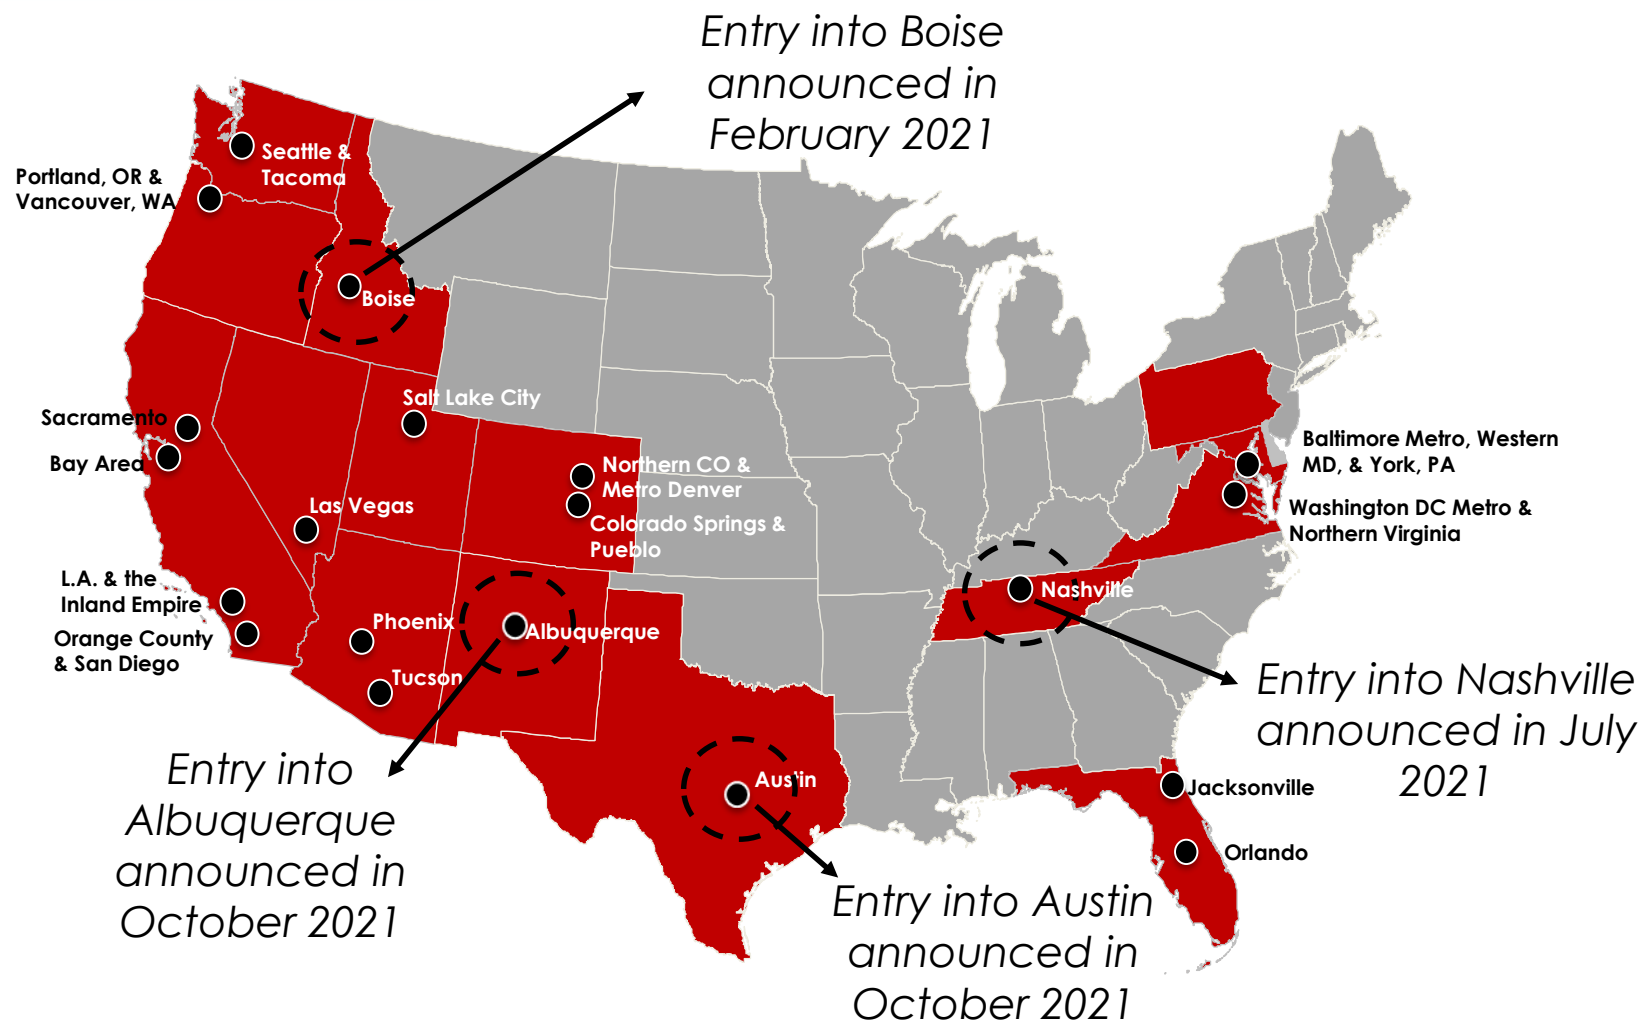 Entry into Boise
announced in
February 2021
Seattle &
Tacoma
Portland, OR &
Vancouver, WA
Boise
Salt Lake City
Sacramento
Bay Area
Northern CO &
Metro Denver
Las Vegas
Colorado Springs &
Pueblo
Baltimore Metro, Western
MD, & York, PA
Washington DC Metro &
Northern Virginia
L.A. & the
Inland Empire
Orange County
& San Diego
Phoenix
Tucson
Albuquerque
Nashville
Entry into Nashville
announced in July
2021
Entry into
Albuquerque
announced in
October 2021
Austin
Jacksonville
Orlando
Entry into Austin
announced in
October 2021